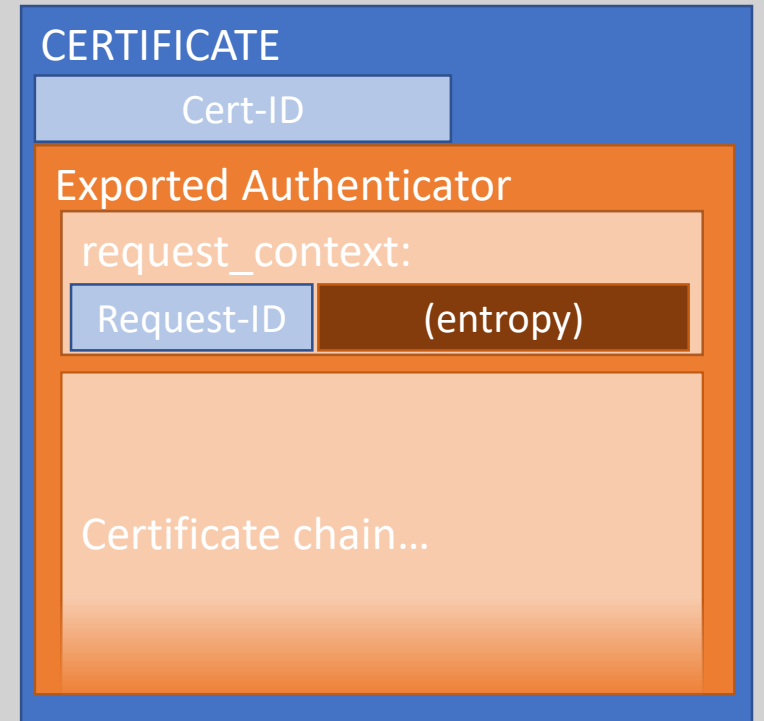 CERTIFICATE
Cert-ID
Exported Authenticator
request_context:
Request-ID (entropy)
Certificate chain...